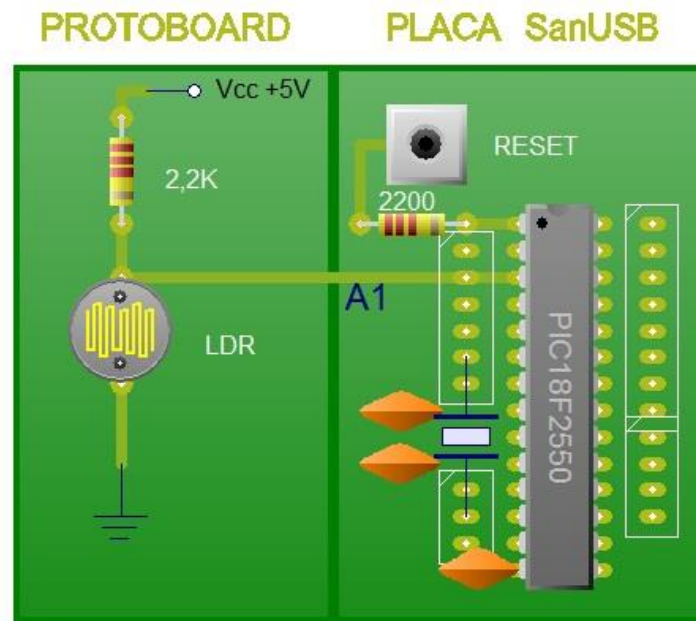 PROTOBOARD
PLACA SanUSB
Vcc +5V
2,2K
RESET
2200
A1
LDR
PIC18F2550